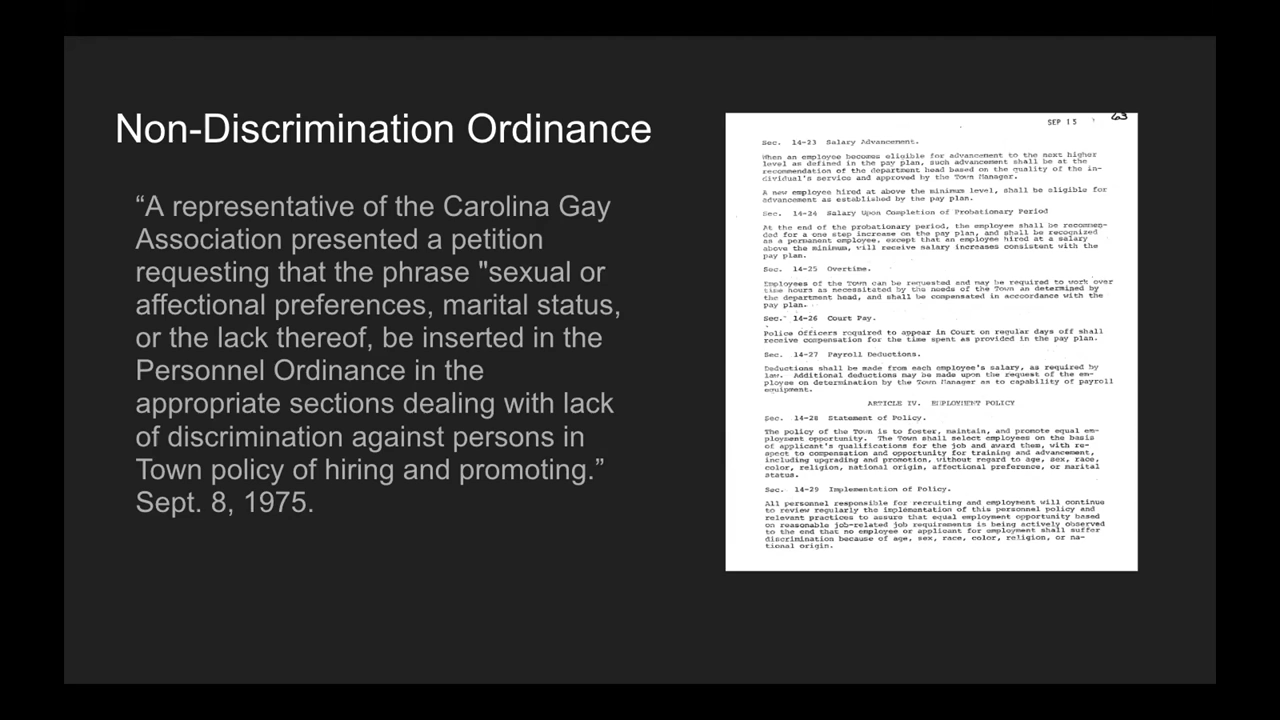 Non-Discrimination Ordinance
“A representative of the Carolina Gay
Association presented a petition
requesting that the phrase "sexual or
affectional preferences, marital status,
or the lack thereof, be inserted in the
Personnel Ordinance in the
appropriate sections dealing with lack
of discrimination against persons in
Town policy on hiring and promoting.”
Sept. 8, 1975.
SEP 15
Sec. 14-23 Salary Advancement.
When an employee becomes eligible for advancement to the next higher
level as defined in the pay plan, such advancement shall be at the
recommendation of the department head based on the quality of the in-
dividual's service and approved by the Town Manager.
A new employee hired at above the minimum level, shall be eligible for
advancement as established by the pay plan.
Sec. 14-24 Salary Upon Completion of Probationary Period
At the end of the probationary period, the employee shall be recommen-
ded for a one step increase on the pay plan, and shall be recognized
as a permanent employee, except that an employee hired at a salary
above the minimum, will receive salary increases consistent with the
pay plan.
Sec. 14-25 Overtime.
Employees of the Town can be requested and may be required to work over
time hours as necessitated by the needs of the Town as determined by
the department head, and shall be compensated in accordance with the
pay plan.
Sec. 14-26 Court Pay.
Police Officers required to appear in Court on regular days off shall
receive compensation for the time spent as provided in the pay plan.
Sec. 14-27 Payroll Deductions.
Deductions shall be made from each employee's salary, as required by
law. Additional deductions may be made upon the request of the em-
ployee on determination by the Town Manager as to capability of payroll
equipment.
ARTICLE IV. EMPLOYMENT POLICY
Sec. 14-28 Statement of Policy.
The policy of the Town is to foster, maintain, and promote equal em-
ployment opportunity. The Town shall select employees on the basis
of applicant's qualifications for the job and award them, with re-
spect to compensation and opportunity for training and advancement,
including upgrading and promotion, without regard to age, sex, race,
color, religion, national origin, affectional preference, or marital
status.
Sec. 14-29 Implementation of Policy.
All personnel responsible for recruiting and employment will continue
to review regularly the implementation of this personnel policy and
relevant practices to assure that equal employment opportunity based
on reasonable job-related job requirements is being actively observed
to the end that no employee or applicant for employment shall suffer
discrimination because of age, sex, race, color, religion, or na-
tional origin.